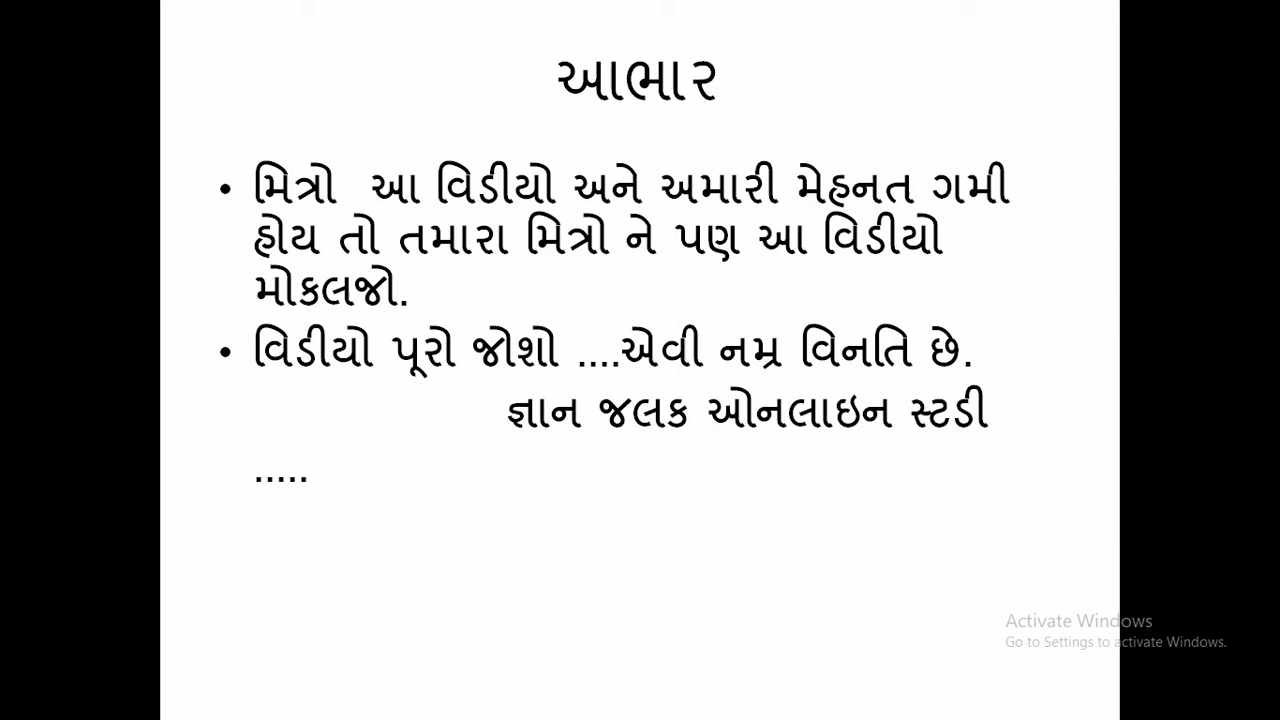 આભાર
• મિત્રો આ વિડીયો અને અમારી મેહનત ગમી
હોય તો તમારા મિત્રો ને પણ આ વિડીયો
મોકલજો.
• વિડીયો પૂરો જોશો ....એવી નમ્ર વિનતિ છે.
જ્ઞાન જલક ઓનલાઇન સ્ટડી
.....
Activate Windows
Go to Settings to activate Windows.